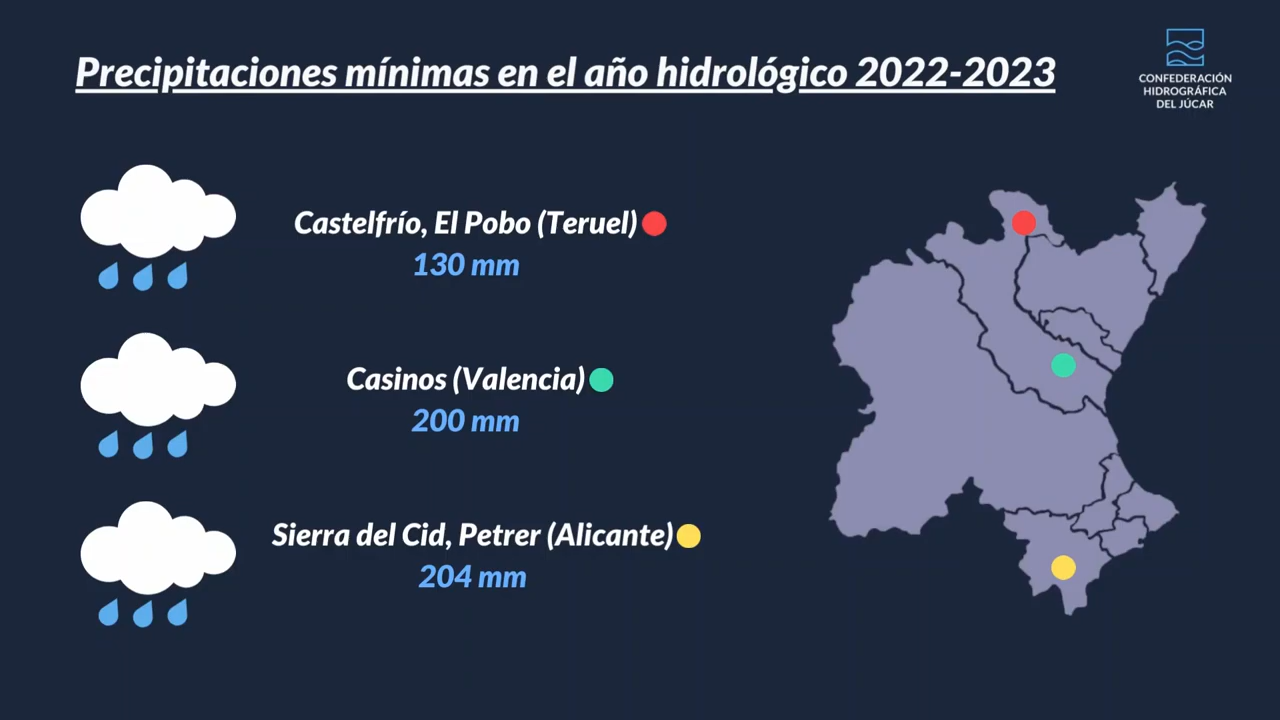 Precipitaciones mínimas en el año hidrológico 2022-2023
CONFEDERACIÓN
HIDROGRÁFICA
DEL JÚCAR
Castelfrío, El Pobo (Teruel)
130 mm
Casinos (Valencia)
200 mm
Sierra del Cid, Petrer (Alicante)
204 mm